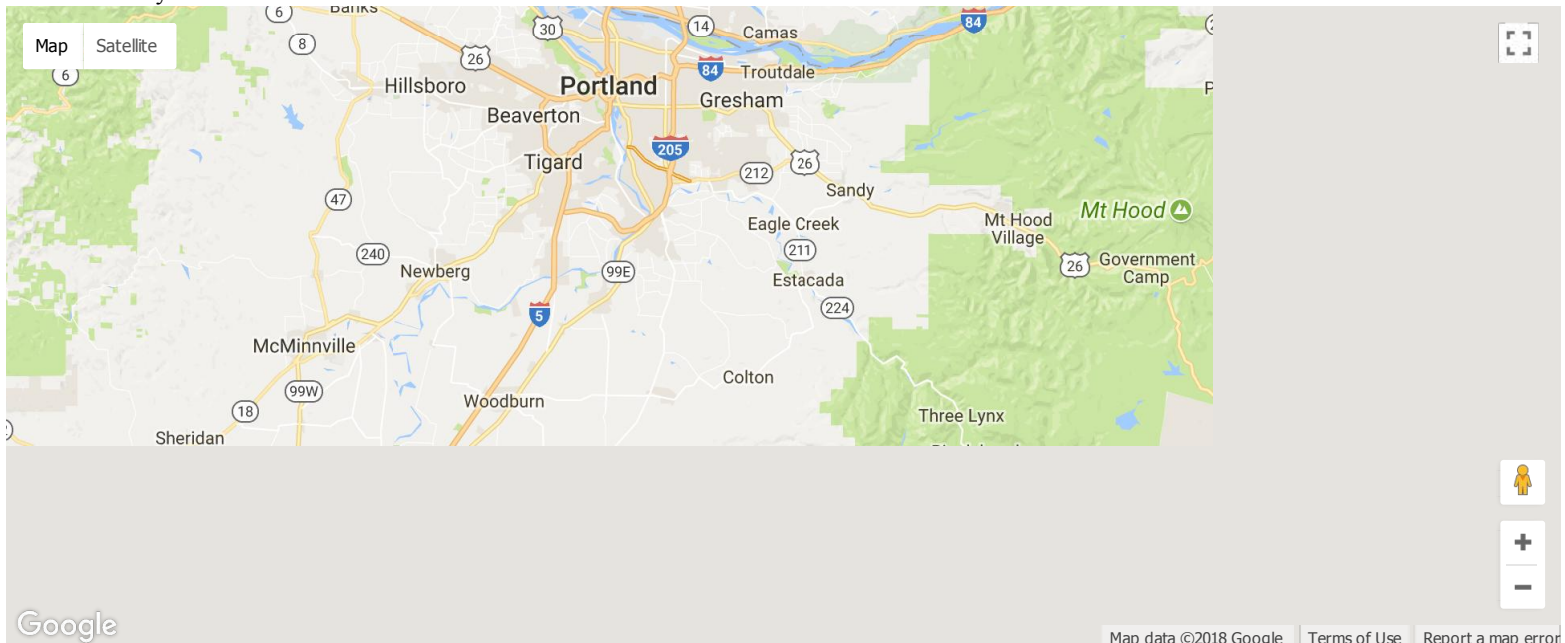 6
Banks
Map
Satellite
8
6
26
30
14
Camas
84
84
Troutdale
Hillsboro
Portland
Gresham
Beaverton
205
Tigard
212
26
Sandy
47
Eagle Creek
Mt Hood
Village
Mt Hood
240
211
26
Government
Camp
Newberg
99E
Estacada
5
224
McMinnville
Colton
99W
Woodburn
18
Three Lynx
Sheridan
Google
Map data ©2018 Google
Terms of Use
Report a map error